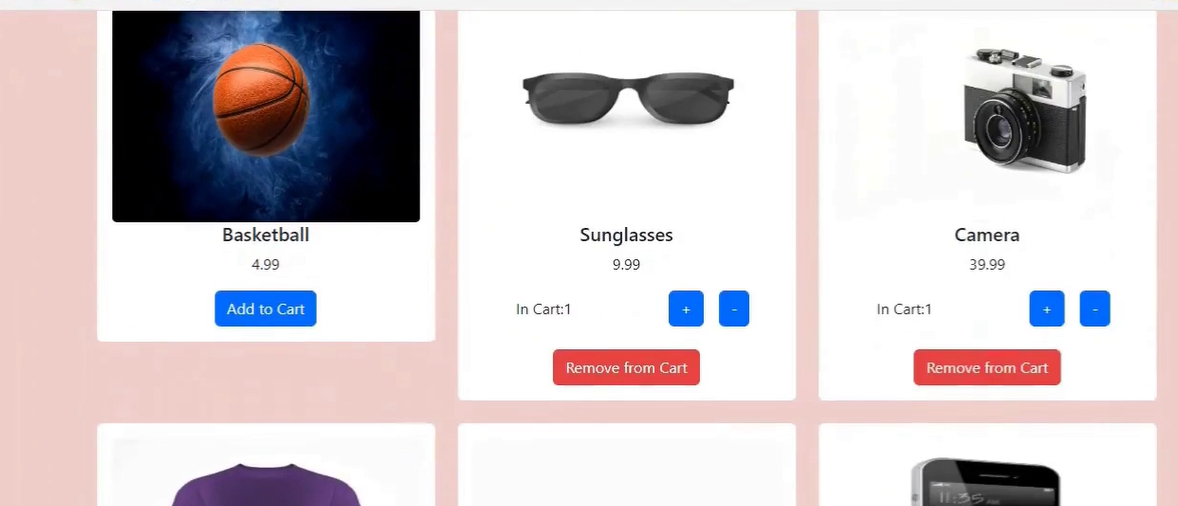 Basketball
4.99
Add to Cart
Sunglasses
9.99
In Cart:1
+
-
Remove from Cart
Camera
39.99
In Cart:1
+
-
Remove from Cart
11:35